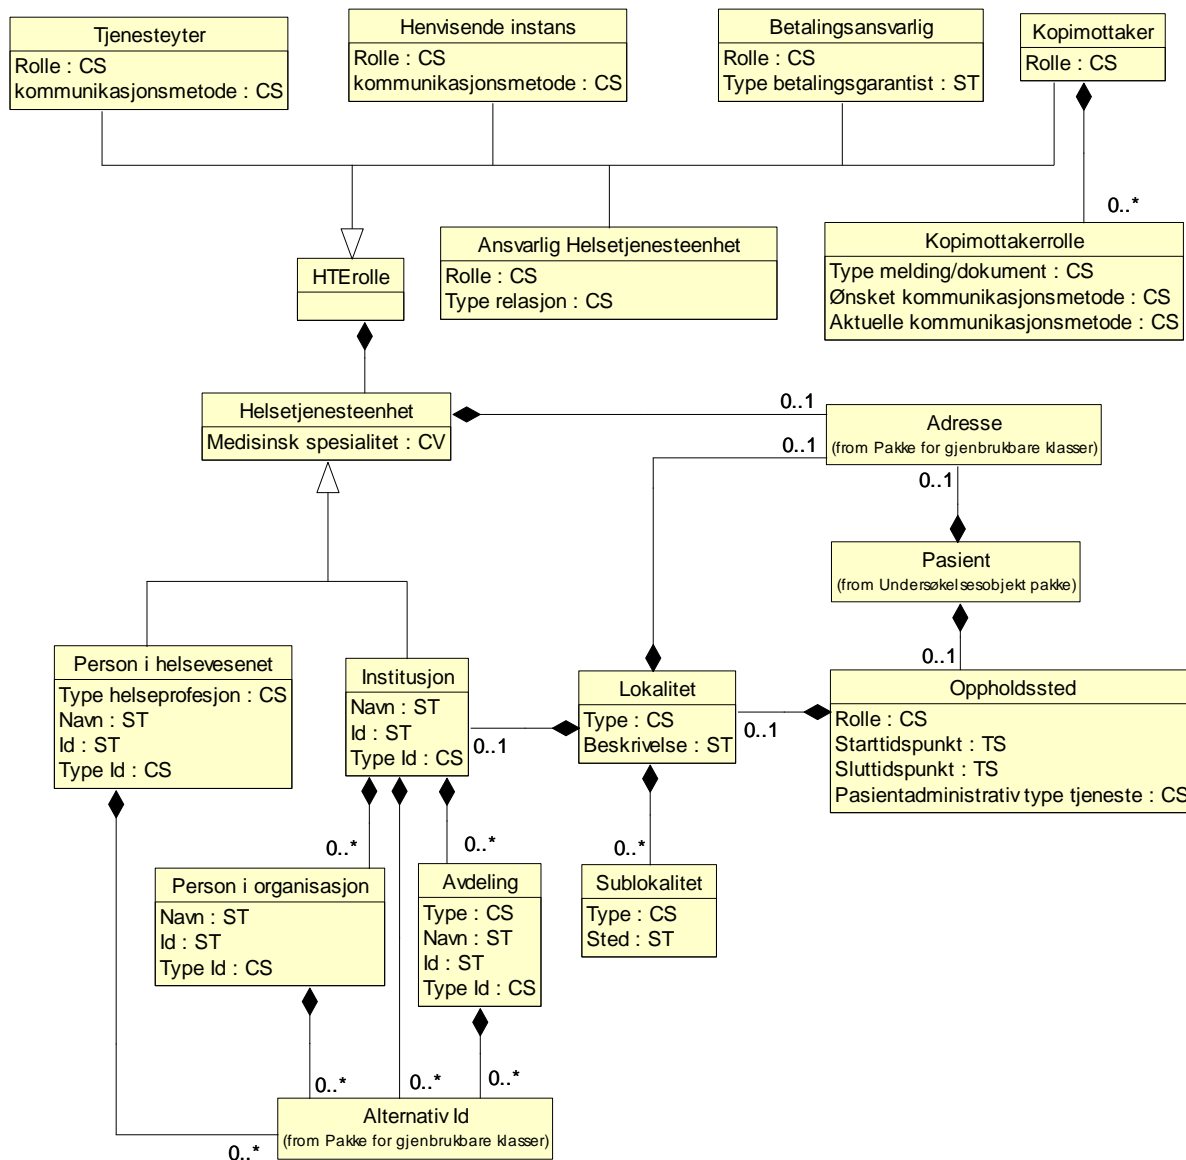 Tjenesteyter
Rolle : CS
kommunikasjonsmetode : CS
Henvisende instans
Rolle : CS
kommunikasjonsmetode : CS
Betalingsansvarlig
Rolle : CS
Type betalingsgarantist : ST
Kopimottaker
Rolle : CS
0..*
HTErolle
Ansvarlig Helsetjenesteenhet
Rolle : CS
Type relasjon : CS
Kopimottakerrolle
Type melding/dokument : CS
Ønsket kommunikasjonsmetode : CS
Aktuelle kommunikasjonsmetode : CS
Helsetjenesteenhet
Medisinsk spesialitet : CV
0..1
0..1
Adresse
(from Pakke for gjenbrukbare klasser)
0..1
Pasient
(from Undersøkelsesobjekt pakke)
0..1
Person i helsevesenet
Type helseprofesjon : CS
Navn : ST
Id : ST
Type Id : CS
Institusjon
Navn : ST
Id : ST
Type Id : CS
0..1
Lokalitet
Type : CS
Beskrivelse : ST
0..1
Oppholdssted
Rolle : CS
Starttidspunkt : TS
Sluttidspunkt : TS
Pasientadministrativ type tjeneste : CS
0..*
0..*
0..*
Person i organisasjon
Navn : ST
Id : ST
Type Id : CS
Avdeling
Type : CS
Navn : ST
Id : ST
Type Id : CS
Sublokalitet
Type : CS
Sted : ST
0..*
0..*
0..*
Alternativ Id
(from Pakke for gjenbrukbare klasser)
0..*